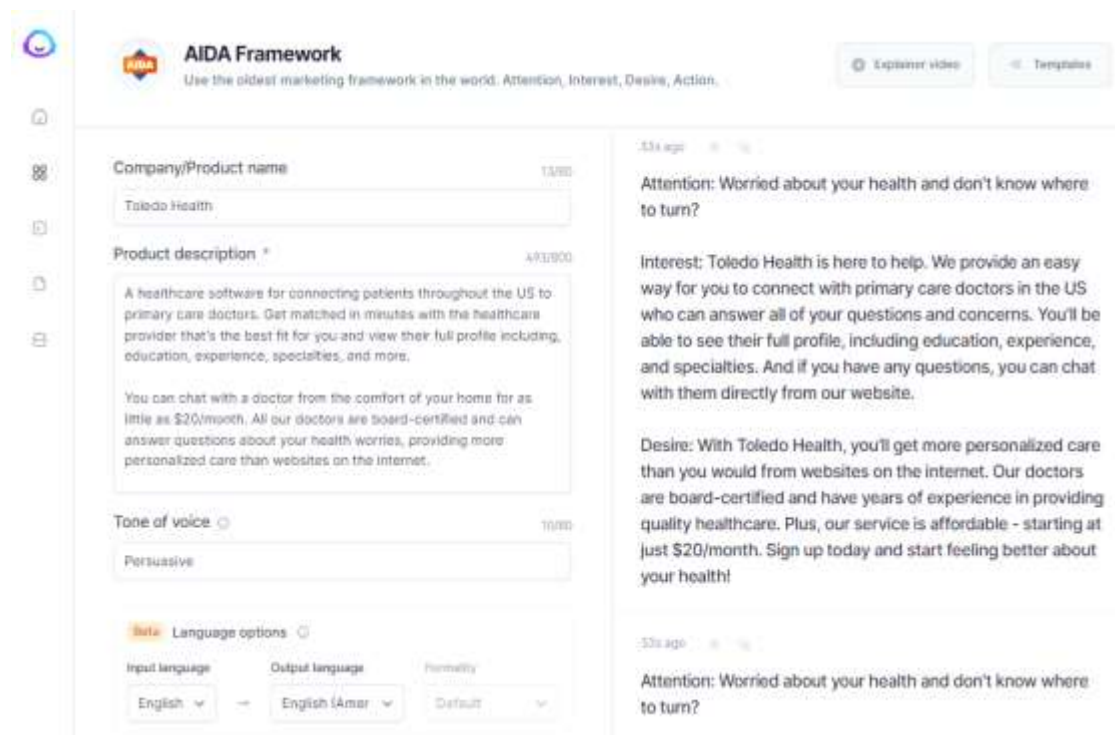 AIDA
AIDA Framework
Use the oldest marketing framework in the world. Attention, Interest, Desire, Action.
Explainer video
Templates
Company/Product name
13/80
Toledo Health
Product description *
493/800
A healthcare software for connecting patients throughout the US to
primary care doctors. Get matched in minutes with the healthcare
provider that's the best fit for you and view their full profile including,
education, experience, specialties, and more.
You can chat with a doctor from the comfort of your home for as
little as $20/month. All our doctors are board-certified and can
answer questions about your health worries, providing more
personalized care than websites on the internet.
Tone of voice
10/80
Persuasive
Beta Language options
Input language
Output language
Formality
English
English (Amer
Default
53s ago
Attention: Worried about your health and don't know where
to turn?
Interest: Toledo Health is here to help. We provide an easy
way for you to connect with primary care doctors in the US
who can answer all of your questions and concerns. You'll be
able to see their full profile, including education, experience,
and specialties. And if you have any questions, you can chat
with them directly from our website.
Desire: With Toledo Health, you'll get more personalized care
than you would from websites on the internet. Our doctors
are board-certified and have years of experience in providing
quality healthcare. Plus, our service is affordable - starting at
just $20/month. Sign up today and start feeling better about
your health!
53s ago
Attention: Worried about your health and don't know where
to turn?